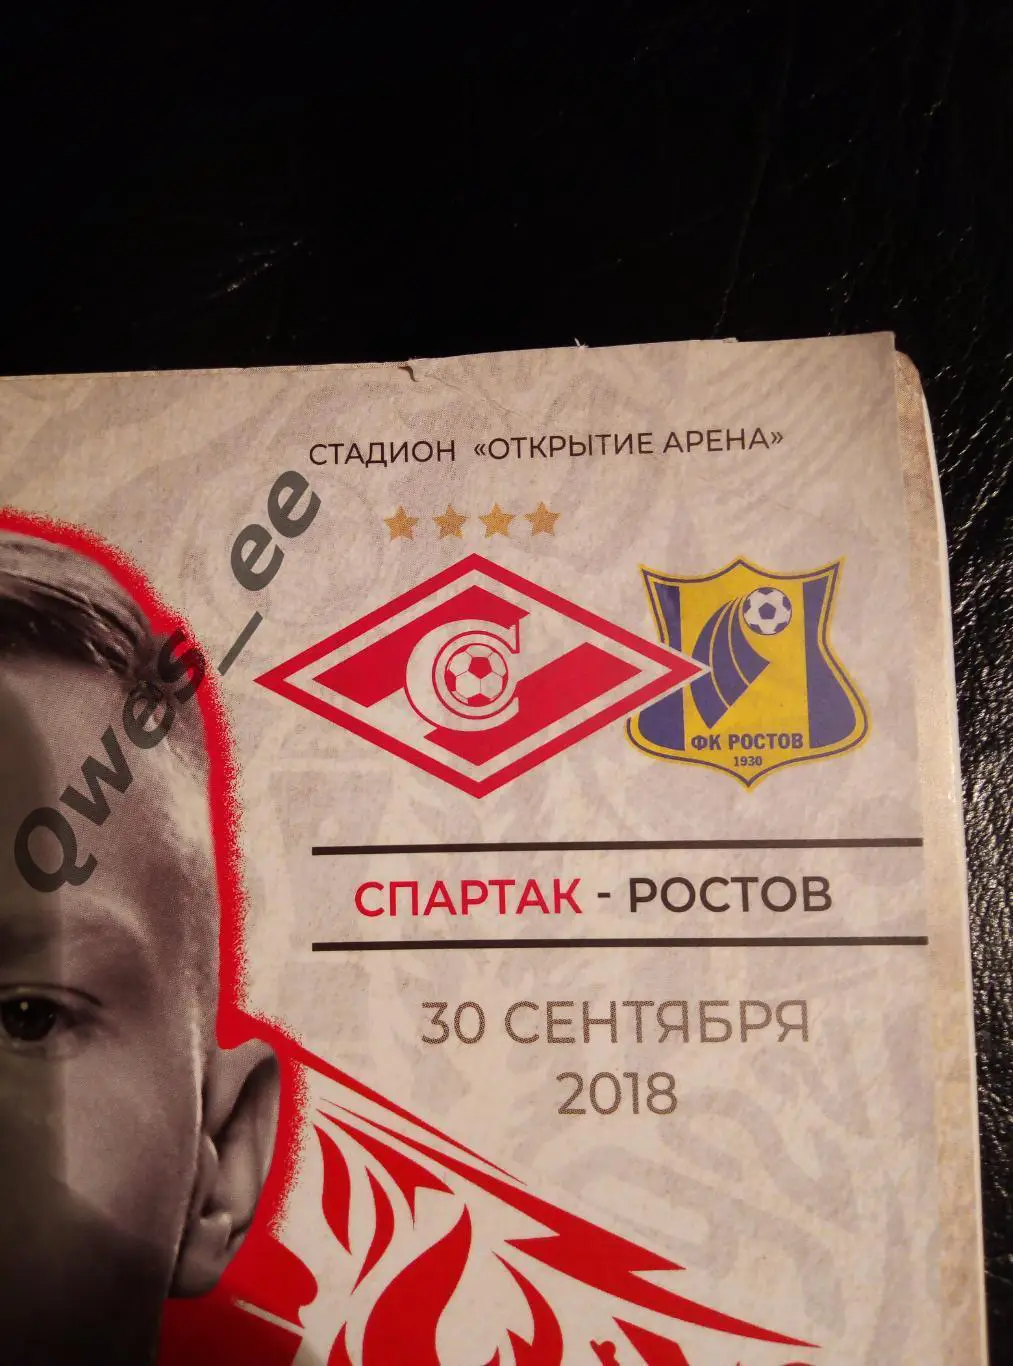 СТАДИОН «ОТКРЫТИЕ АРЕНА»
С
ФК РОСТОВ
1930
СПАРТАК - РОСТОВ
30 СЕНТЯБРЯ
2018
Qwes_ee